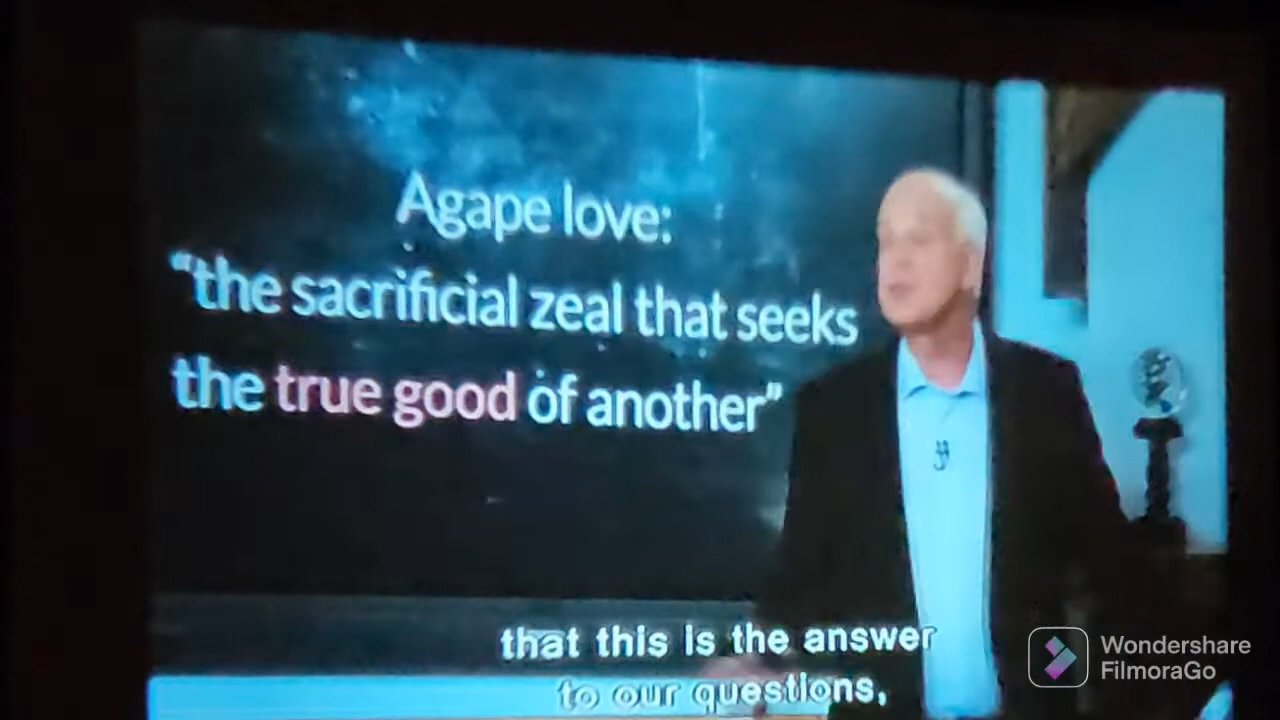 Agape love:
“the sacrificial zeal that seeks
the true good of another”
that this is the answer
to our questions,
Wondershare
FilmoraGo